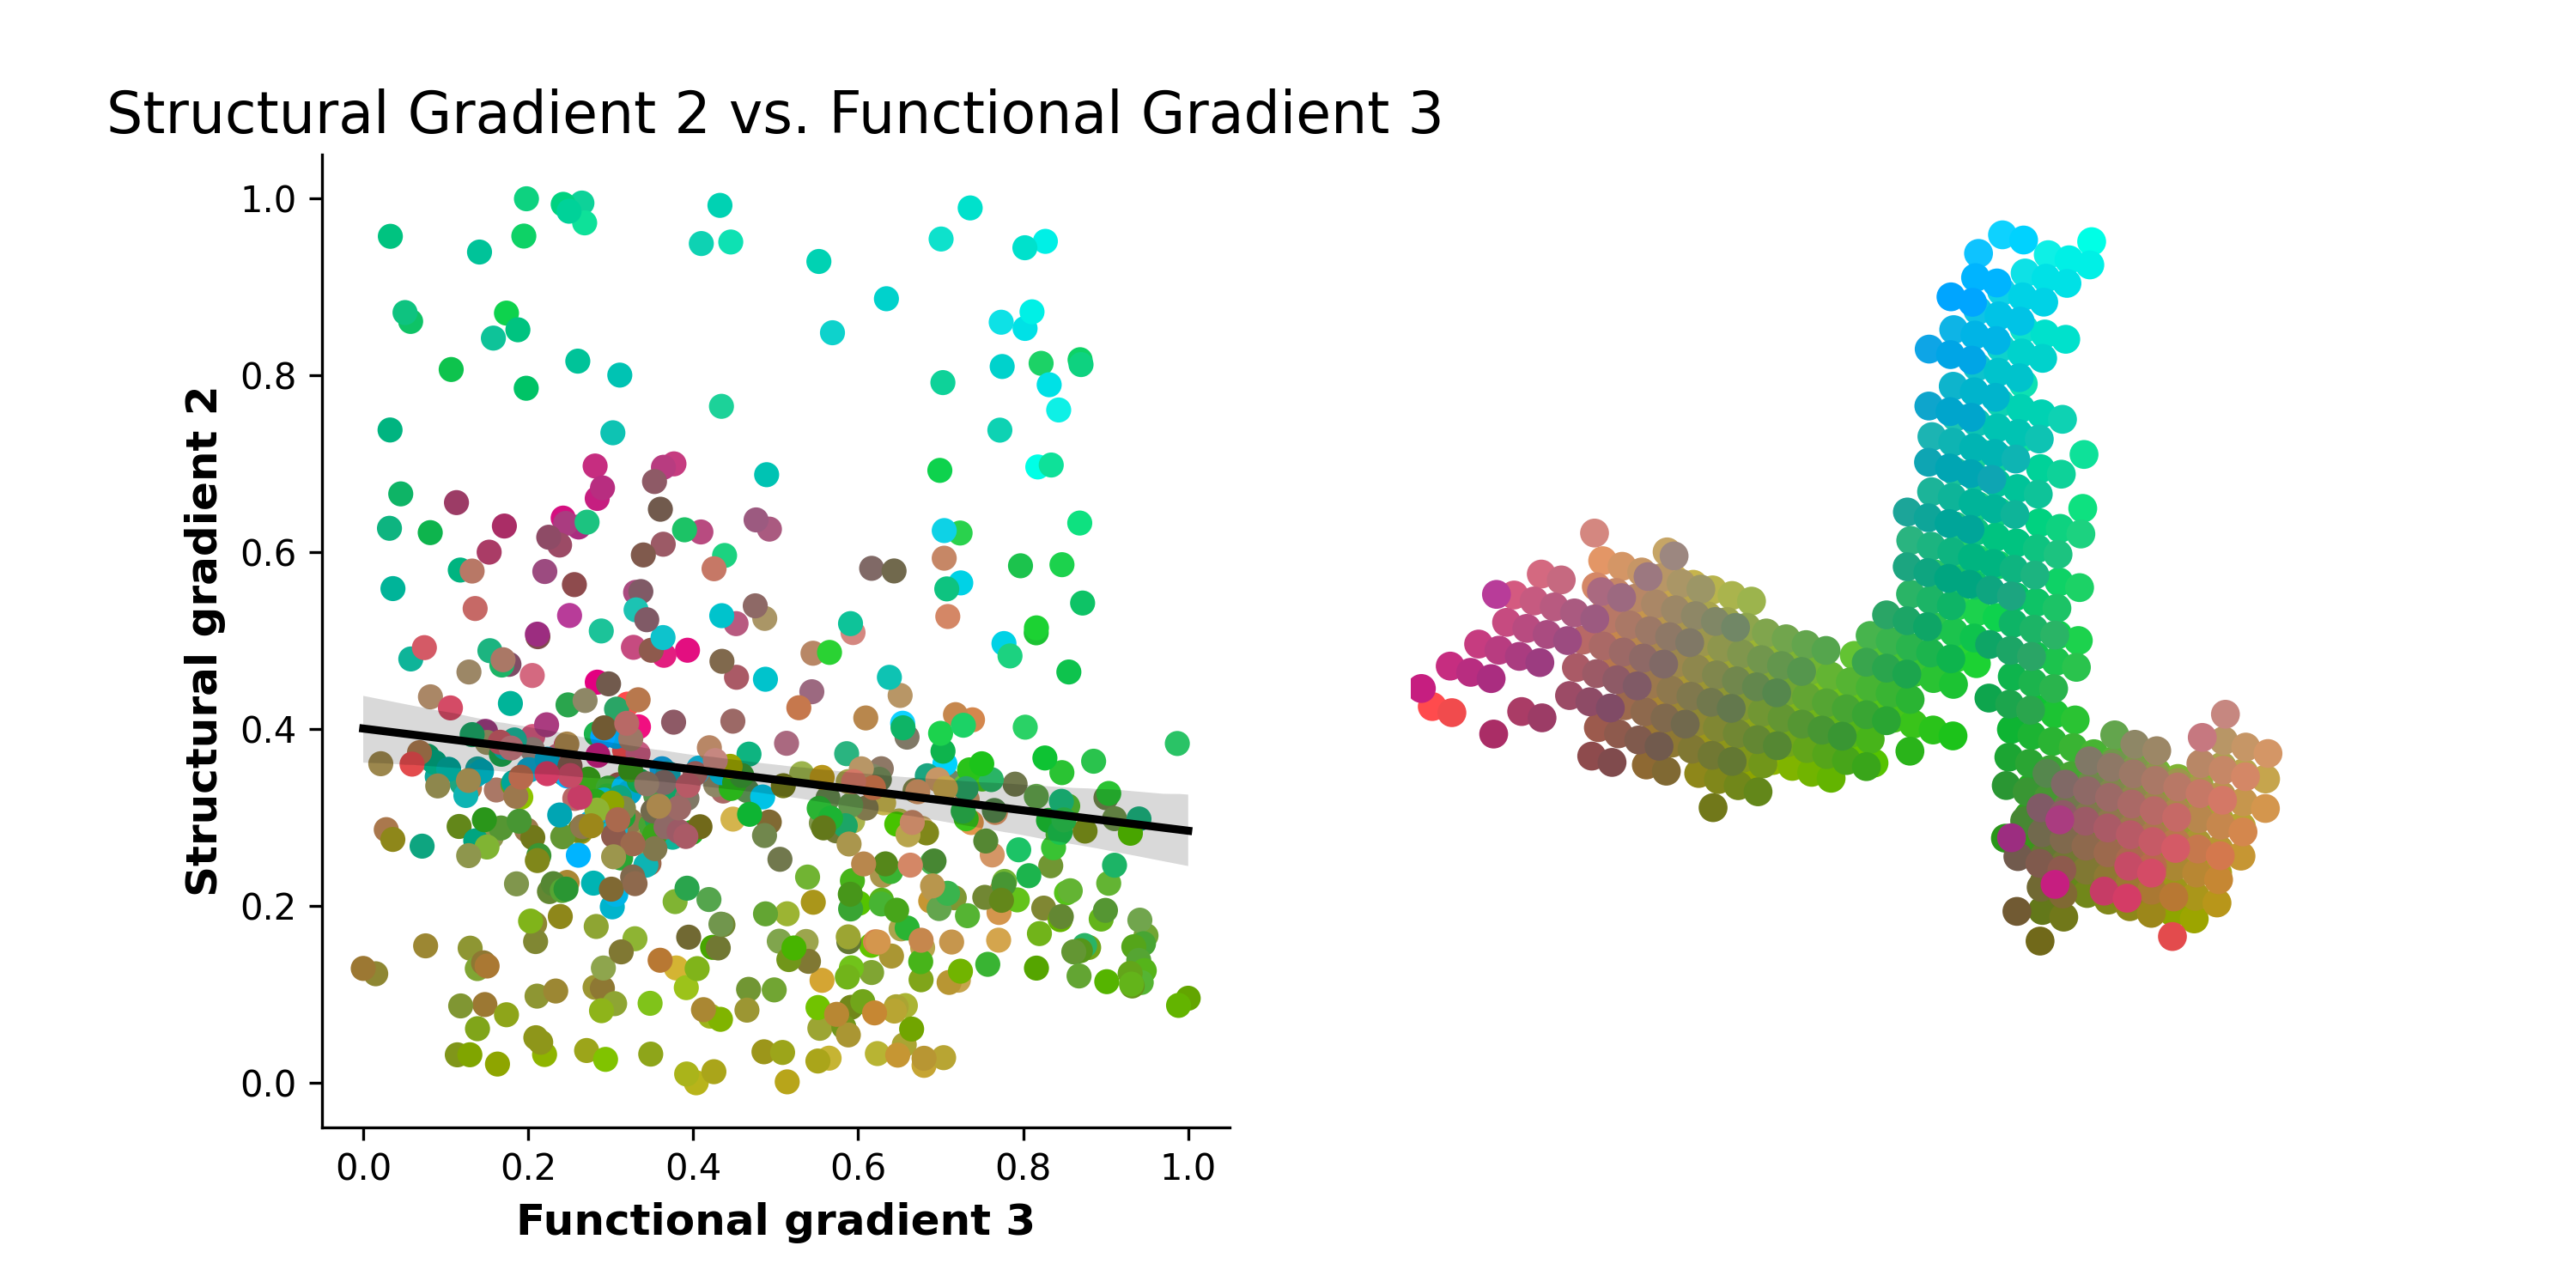 Structural Gradient 2 vs. Functional Gradient 3
1.0
0.8
0.6
0.4
0.2
0.0
Structural gradient 2
0.0 0.2 0.4 0.6 0.8 1.0
Functional gradient 3